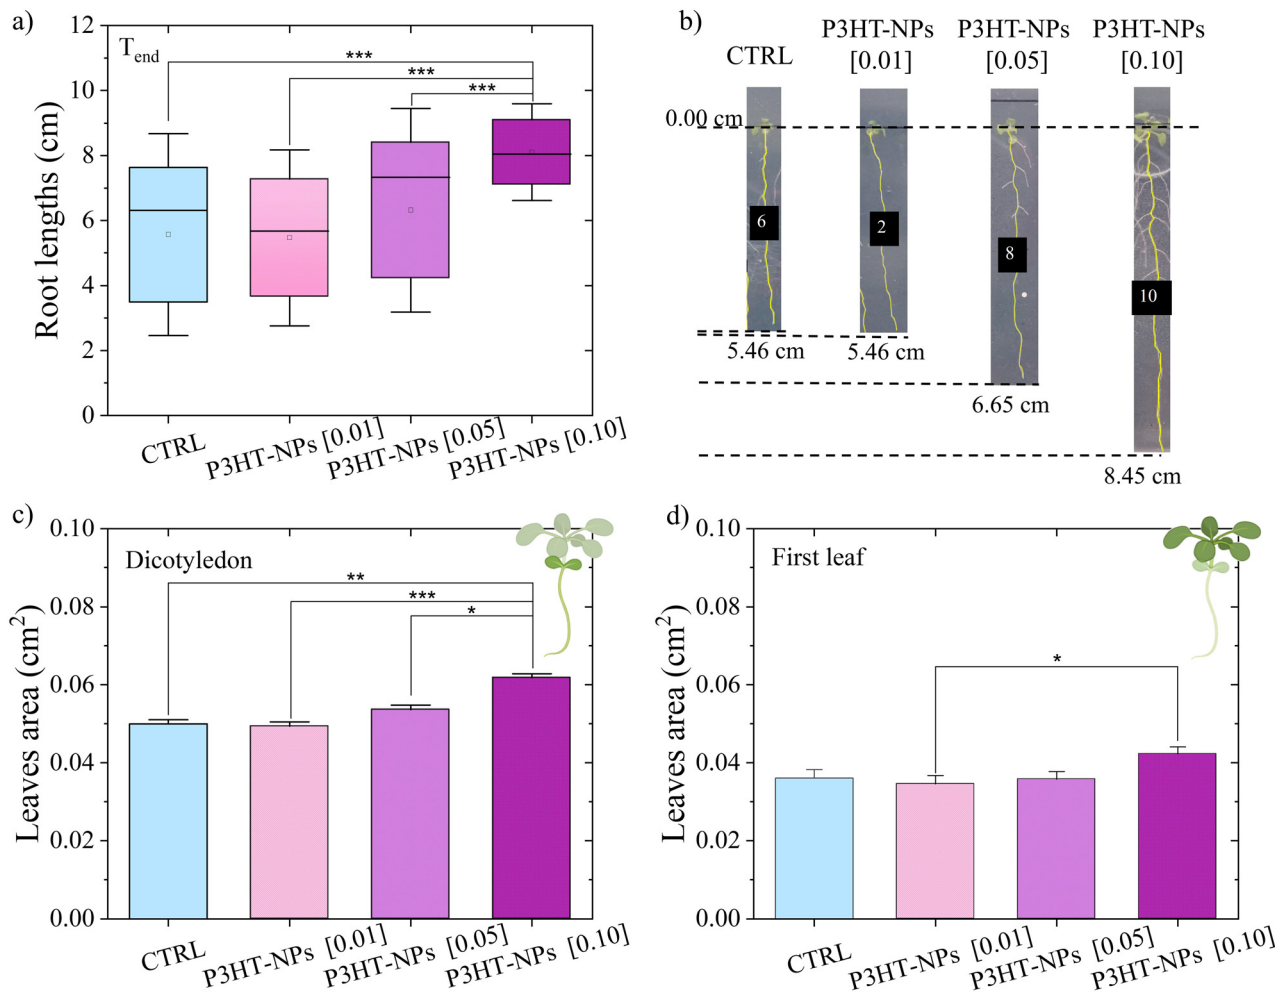 a)
12
10
8
6
4
2
0
Root lengths (cm)
Tend
***
***
***
CTRL
P3HT-NPs [0.01]
P3HT-NPs [0.05]
P3HT-NPs [0.10]
b)
CTRL
P3HT-NPs
[0.01]
P3HT-NPs
[0.05]
P3HT-NPs
[0.10]
0.00 cm
6
2
8
10
5.46 cm
5.46 cm
6.65 cm
8.45 cm
c)
0.10
0.08
0.06
0.04
0.02
0.00
Leaves area (cm²)
Dicotyledon
**
***
*
CTRL
P3HT-NPs [0.01]
P3HT-NPs [0.05]
P3HT-NPs [0.10]
d)
0.10
0.08
0.06
0.04
0.02
0.00
Leaves area (cm²)
First leaf
*
CTRL
P3HT-NPs [0.01]
P3HT-NPs [0.05]
P3HT-NPs [0.10]